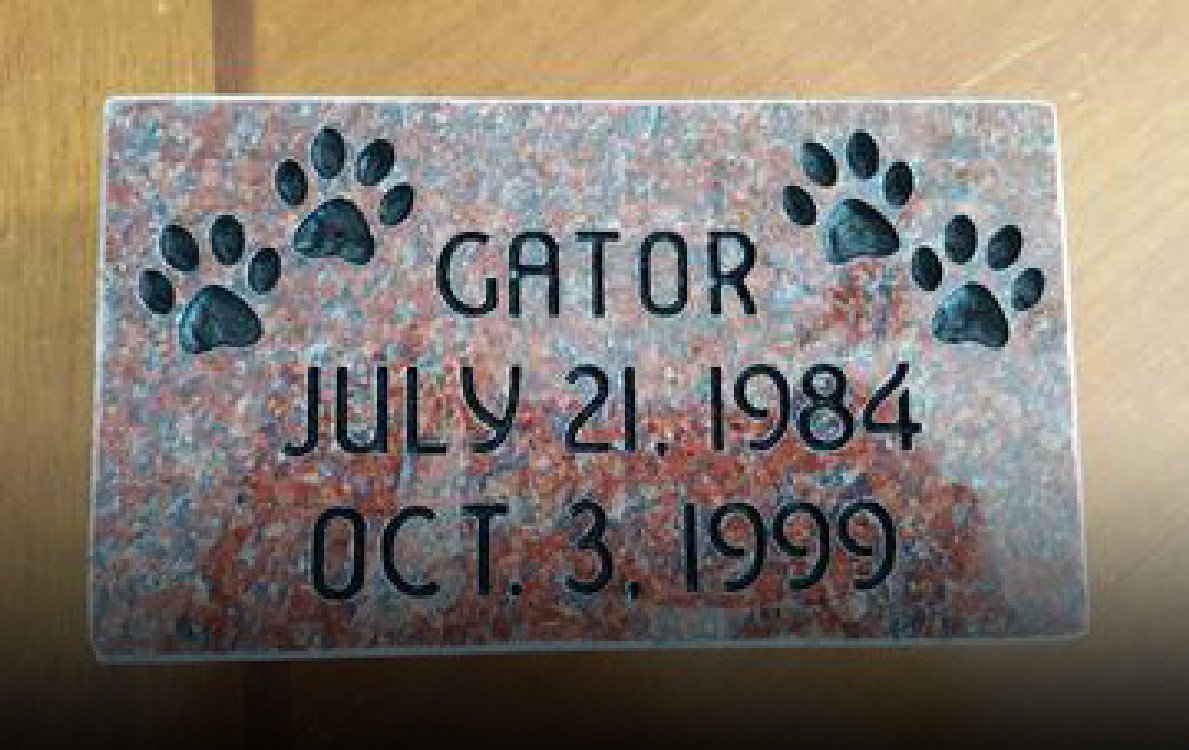 GATOR
JULY 21, 1984
OCT. 3, 1999